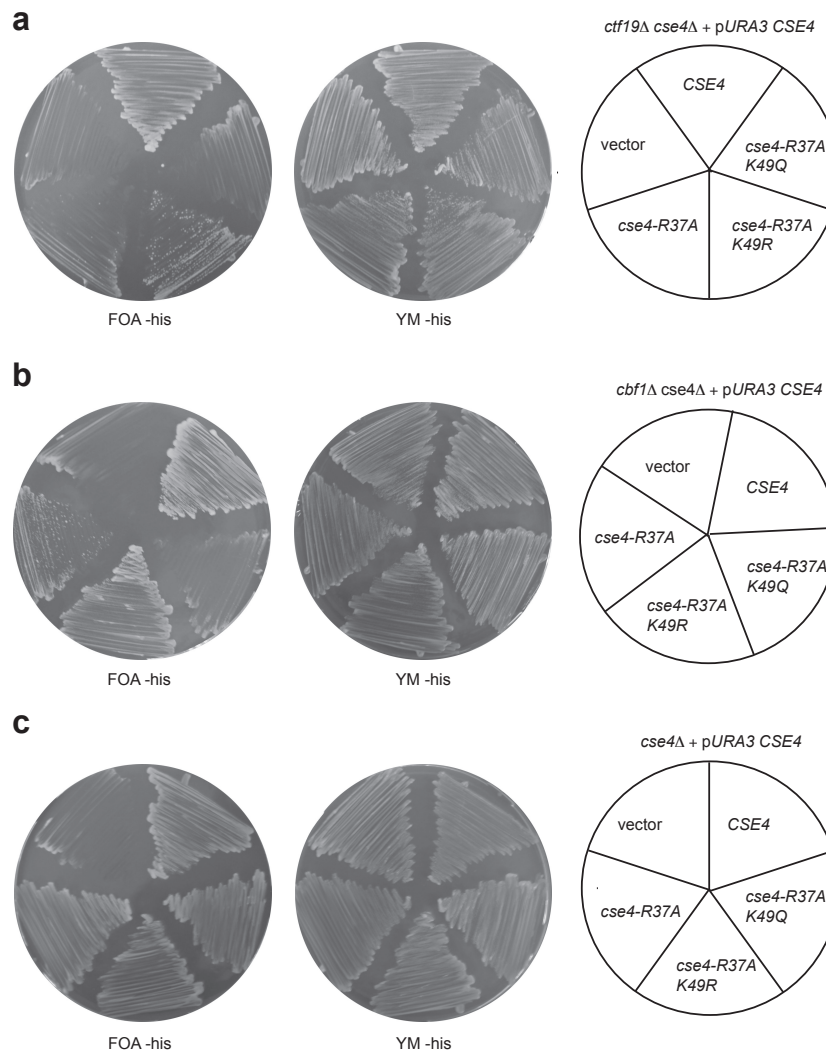 a
ctf19Δ cse4Δ + pURA3 CSE4
CSE4
vector
cse4-R37A
K49Q
cse4-R37A
cse4-R37A
K49R
FOA -his
YM -his
b
cbf1Δ cse4Δ + pURA3 CSE4
vector
CSE4
cse4-R37A
cse4-R37A
K49Q
cse4-R37A
K49R
FOA -his
YM -his
c
cse4Δ + pURA3 CSE4
vector
CSE4
cse4-R37A
cse4-R37A
K49Q
cse4-R37A
K49R
FOA -his
YM -his